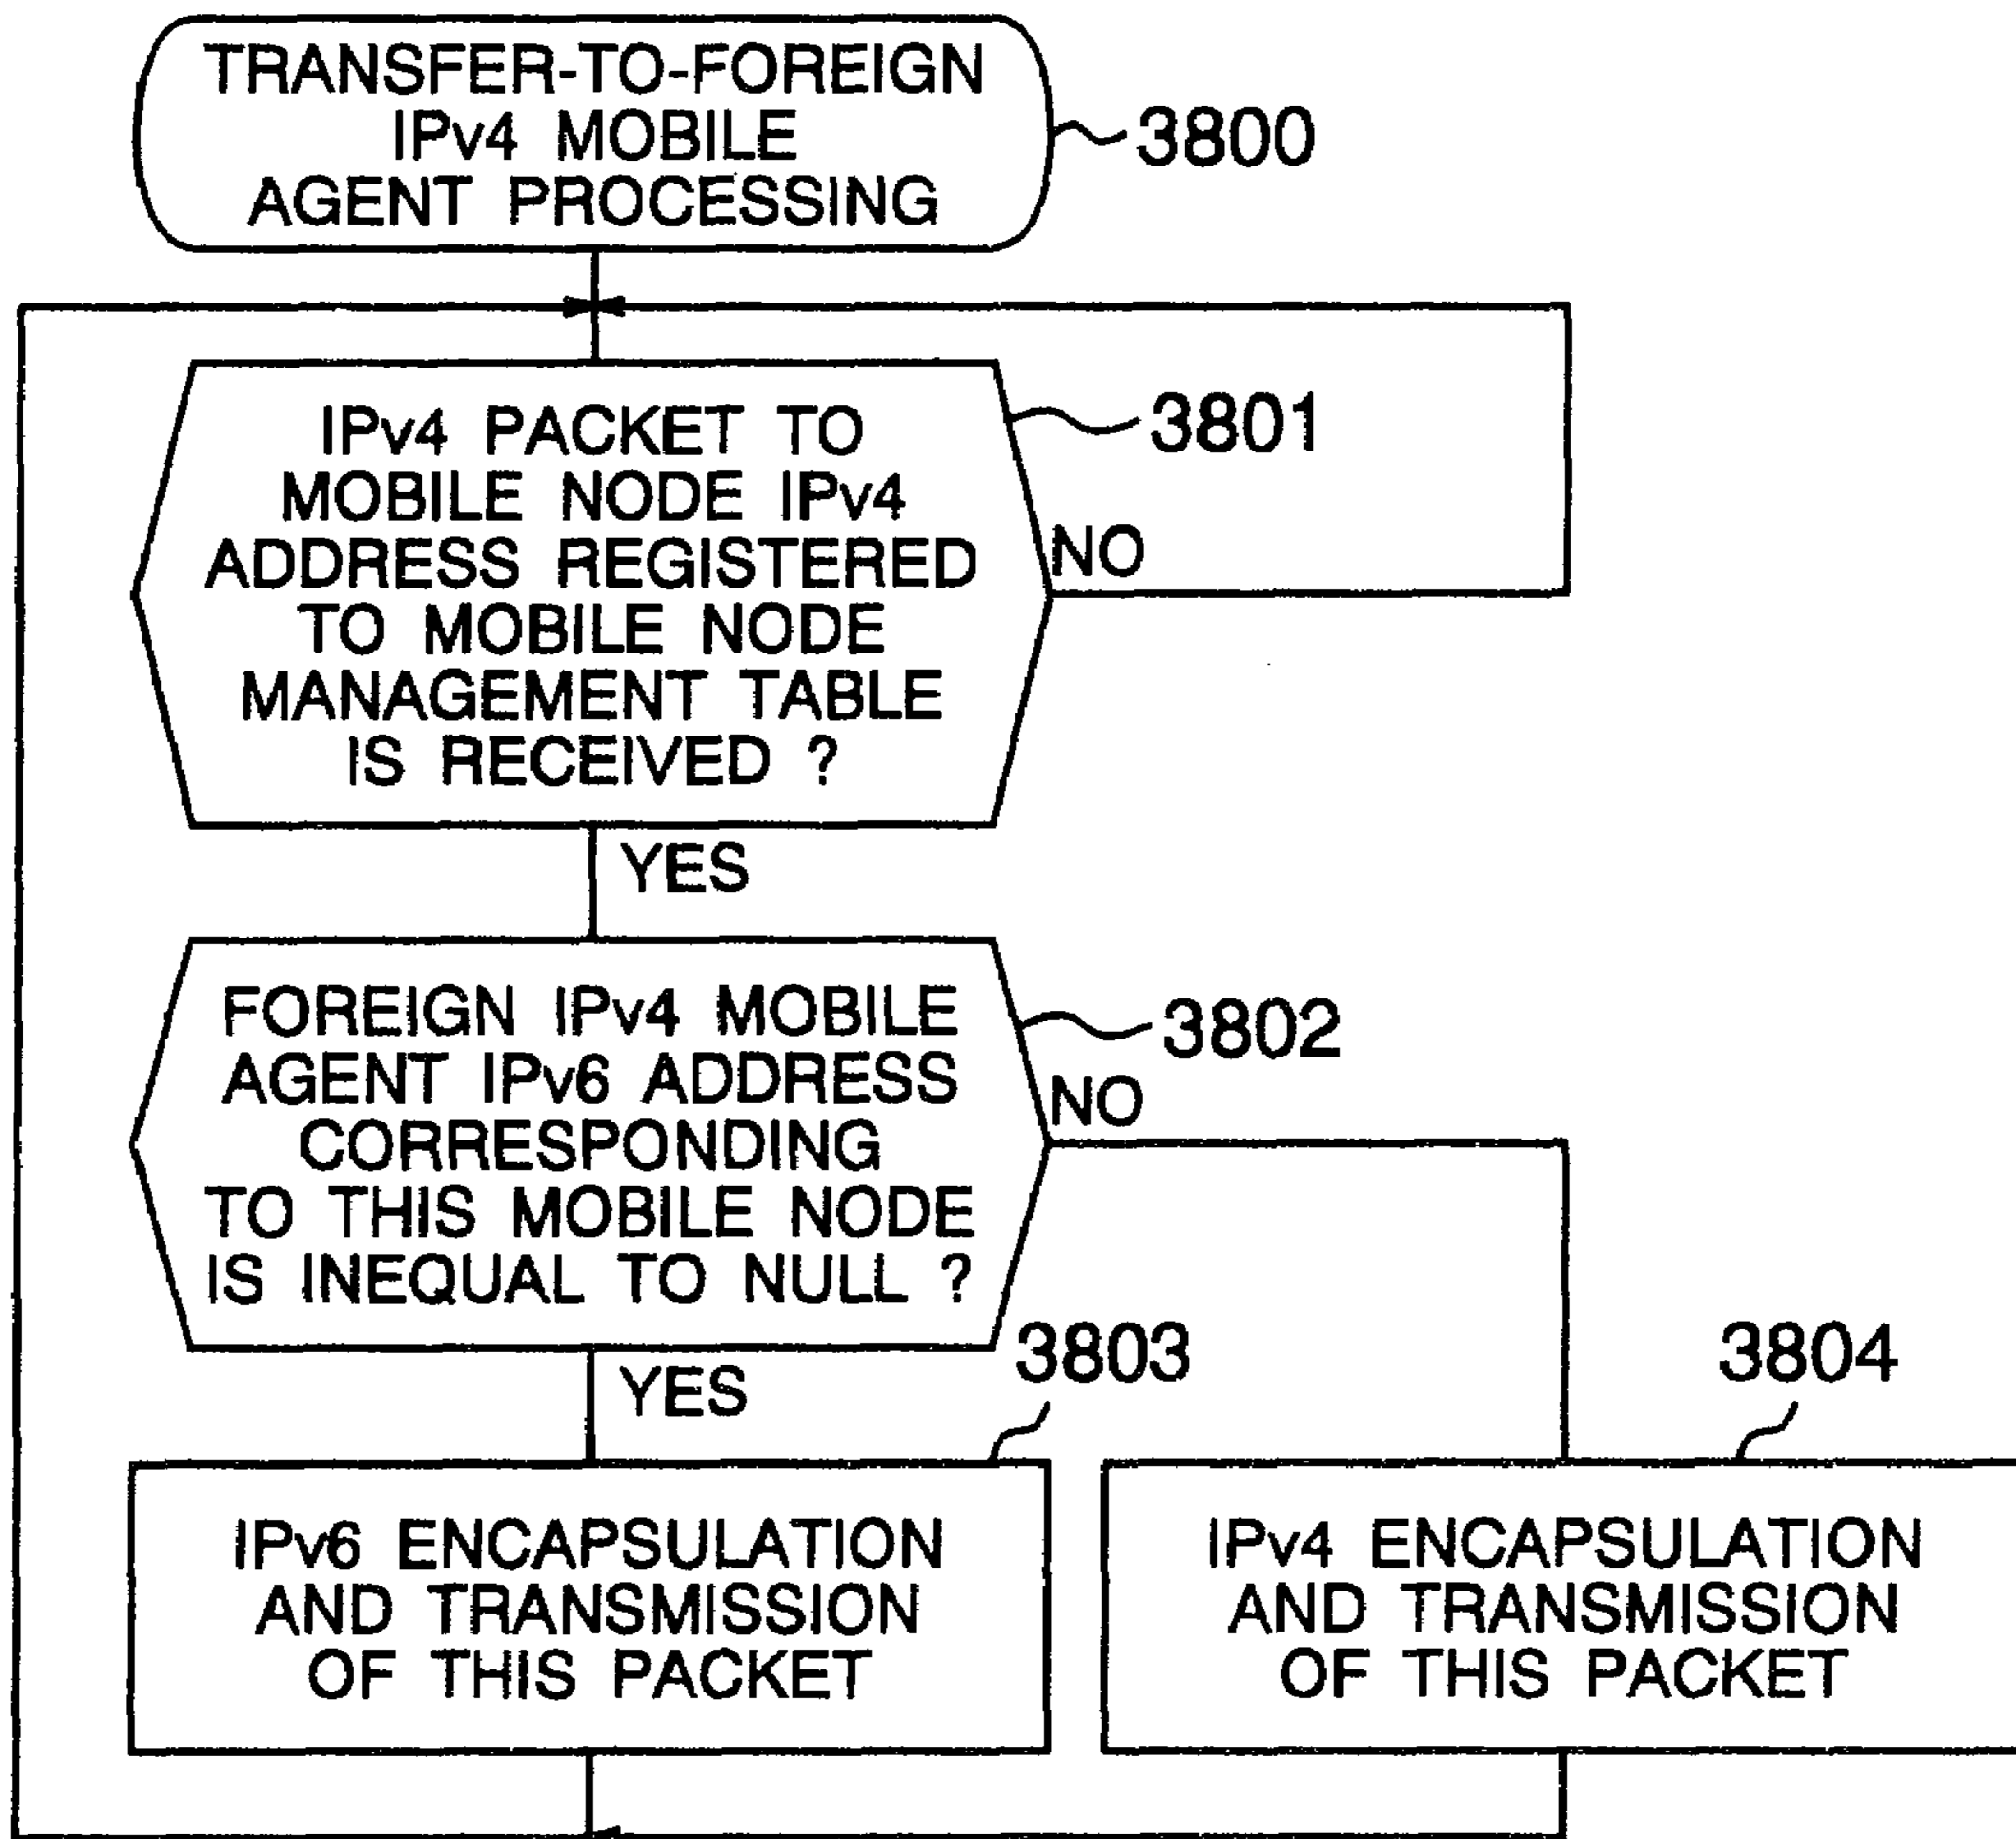 TRANSFER-TO-FOREIGN
IPv4 MOBILE
AGENT PROCESSING
3800
IPv4 PACKET TO
MOBILE NODE IPv4
ADDRESS REGISTERED
TO MOBILE NODE
MANAGEMENT TABLE
IS RECEIVED ?
3801
NO
YES
FOREIGN IPv4 MOBILE
AGENT IPv6 ADDRESS
CORRESPONDING
TO THIS MOBILE NODE
IS INEQUAL TO NULL ?
3802
NO
YES
3803
IPv6 ENCAPSULATION
AND TRANSMISSION
OF THIS PACKET
3804
IPv4 ENCAPSULATION
AND TRANSMISSION
OF THIS PACKET